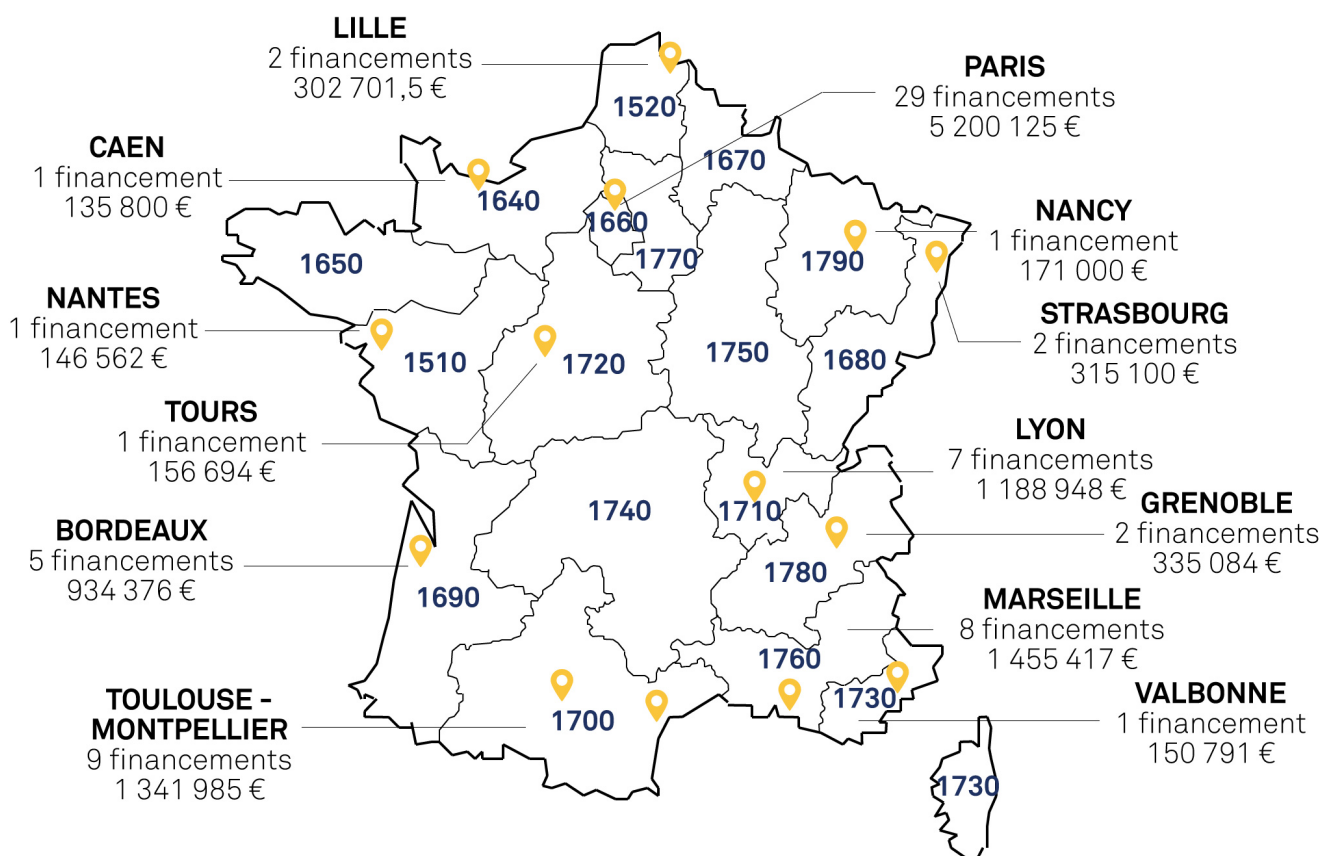 LILLE
2 financements
302 701,5 €
PARIS
29 financements
5 200 125 €
CAEN
1 financement
135 800 €
NANCY
1 financement
171 000 €
NANTES
1 financement
146 562 €
STRASBOURG
2 financements
315 100 €
TOURS
1 financement
156 694 €
LYON
7 financements
1 188 948 €
GRENOBLE
2 financements
335 084 €
BORDEAUX
5 financements
934 376 €
MARSEILLE
8 financements
1 455 417 €
TOULOUSE -
MONTPELLIER
9 financements
1 341 985 €
VALBONNE
1 financement
150 791 €
1520
1670
1640
1660
1650
1770
1790
1510
1720
1750
1680
1740
1710
1780
1690
1760
1730
1700
1730